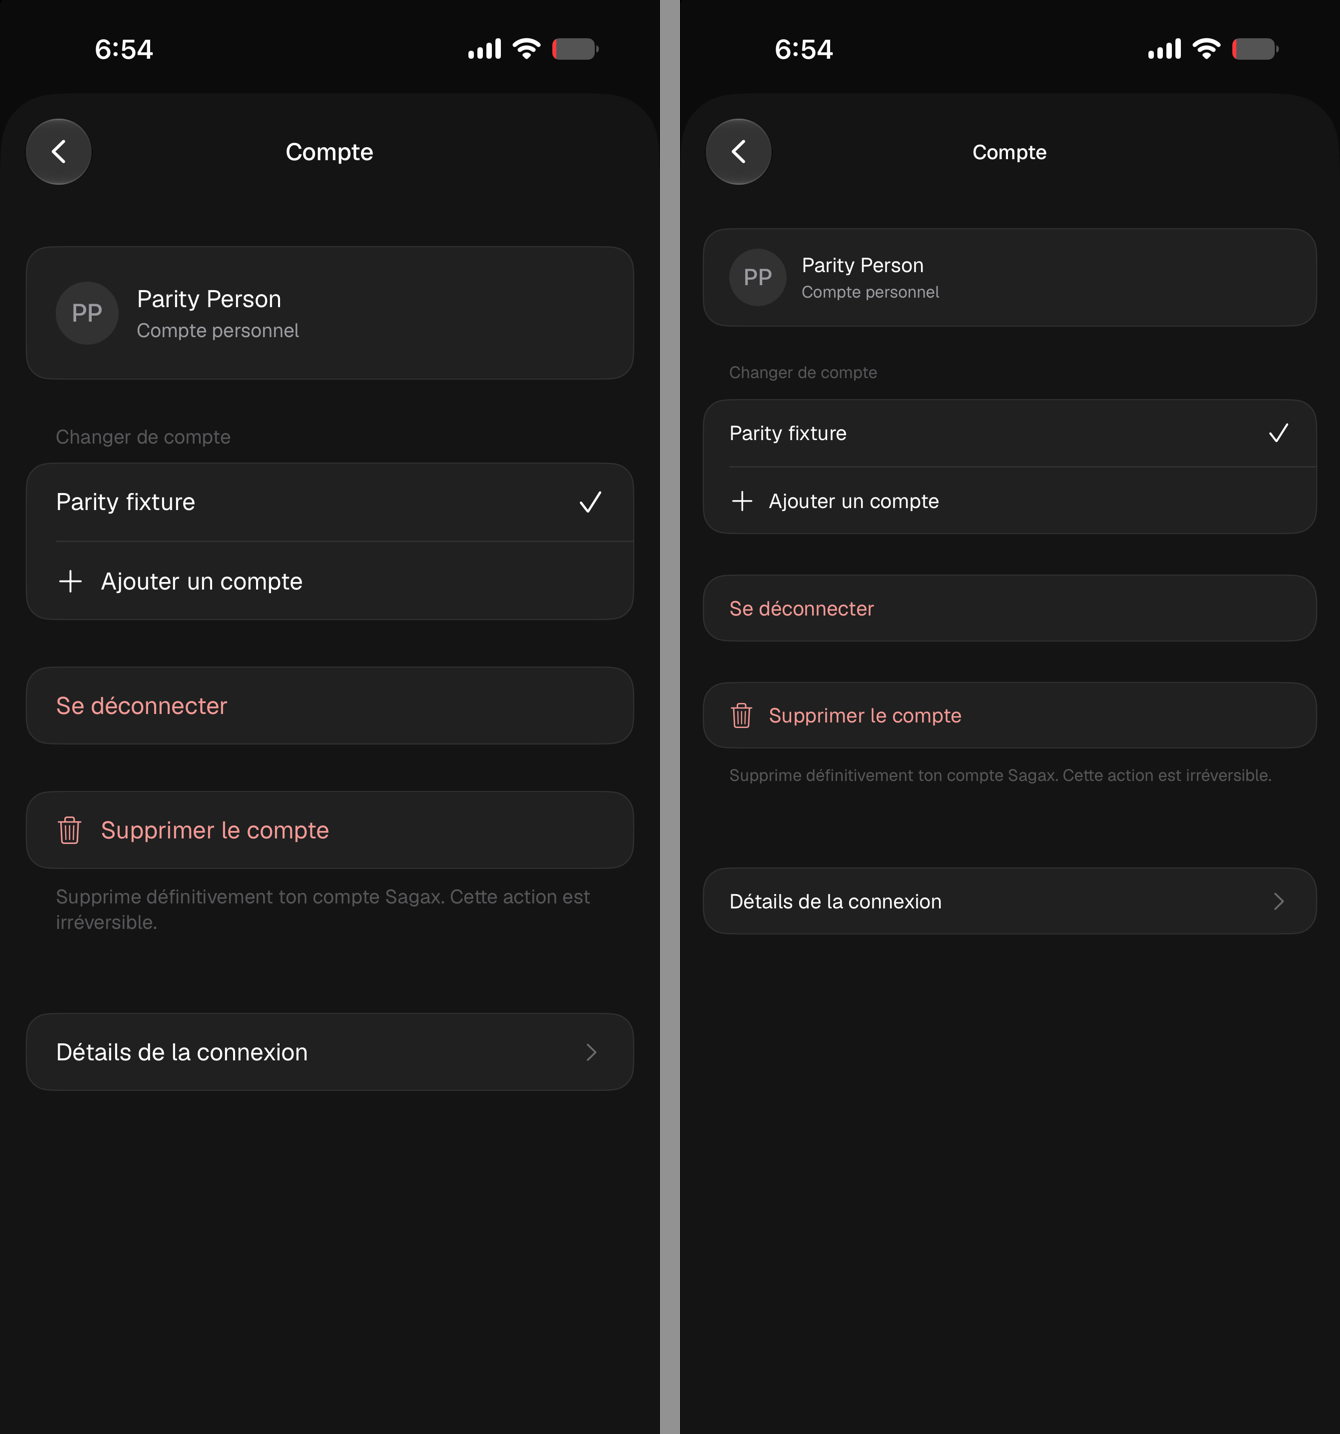 6:54
Compte
PP
Parity Person
Compte personnel
Changer de compte
Parity fixture
Ajouter un compte
Se déconnecter
Supprimer le compte
Supprime définitivement ton compte Sagax. Cette action est
irréversible.
Détails de la connexion
6:54
Compte
PP
Parity Person
Compte personnel
Changer de compte
Parity fixture
Ajouter un compte
Se déconnecter
Supprimer le compte
Supprime définitivement ton compte Sagax. Cette action est irréversible.
Détails de la connexion